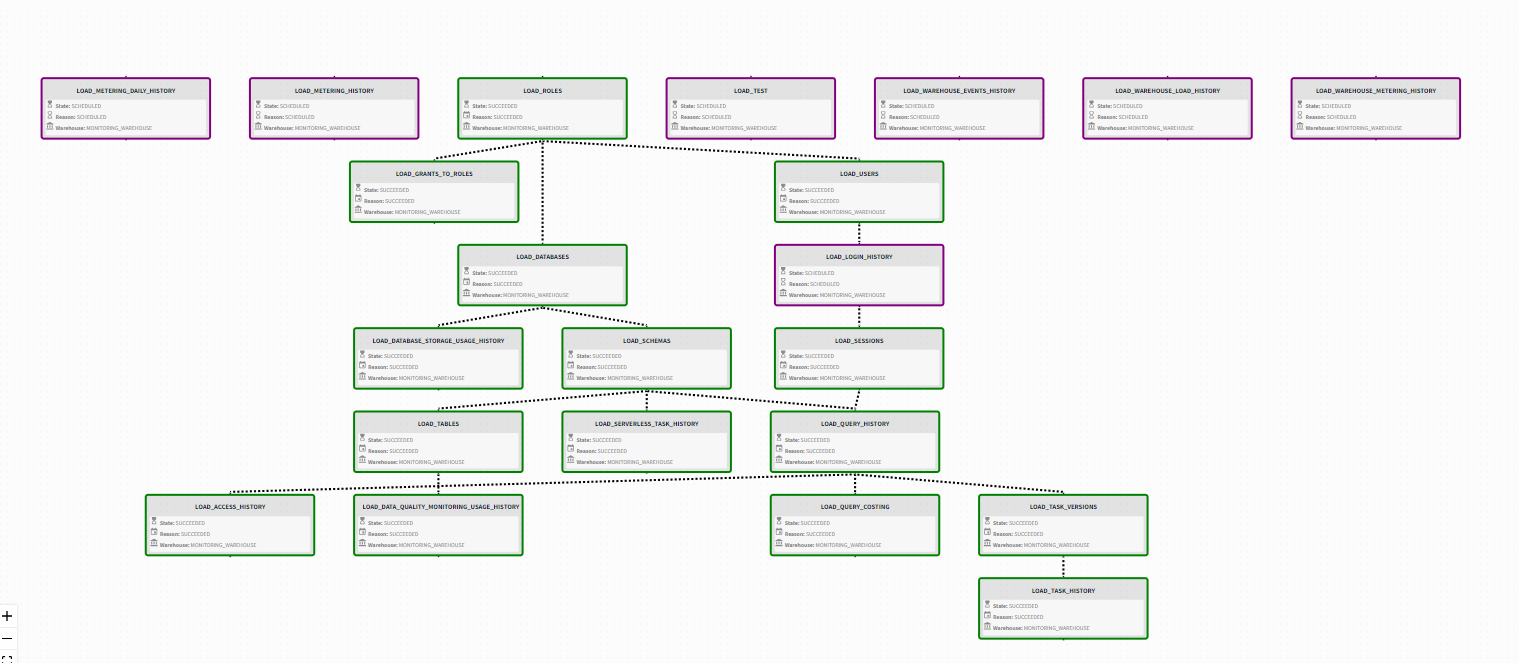 LOAD_METERING_DAILY_HISTORY
State: SCHEDULED
Reason: SCHEDULED
Warehouse: MONITORING_WAREHOUSE
LOAD_METERING_HISTORY
State: SCHEDULED
Reason: SCHEDULED
Warehouse: MONITORING_WAREHOUSE
LOAD_ROLES
State: SUCCEEDED
Reason: SUCCEEDED
Warehouse: MONITORING_WAREHOUSE
LOAD_TEST
State: SCHEDULED
Reason: SCHEDULED
Warehouse: MONITORING_WAREHOUSE
LOAD_WAREHOUSE_EVENTS_HISTORY
State: SCHEDULED
Reason: SCHEDULED
Warehouse: MONITORING_WAREHOUSE
LOAD_WAREHOUSE_LOAD_HISTORY
State: SCHEDULED
Reason: SCHEDULED
Warehouse: MONITORING_WAREHOUSE
LOAD_WAREHOUSE_METERING_HISTORY
State: SCHEDULED
Reason: SCHEDULED
Warehouse: MONITORING_WAREHOUSE
LOAD_GRANTS_TO_ROLES
State: SUCCEEDED
Reason: SUCCEEDED
Warehouse: MONITORING_WAREHOUSE
LOAD_USERS
State: SUCCEEDED
Reason: SUCCEEDED
Warehouse: MONITORING_WAREHOUSE
LOAD_DATABASES
State: SUCCEEDED
Reason: SUCCEEDED
Warehouse: MONITORING_WAREHOUSE
LOAD_LOGIN_HISTORY
State: SCHEDULED
Reason: SCHEDULED
Warehouse: MONITORING_WAREHOUSE
LOAD_DATABASE_STORAGE_USAGE_HISTORY
State: SUCCEEDED
Reason: SUCCEEDED
Warehouse: MONITORING_WAREHOUSE
LOAD_SCHEMAS
State: SUCCEEDED
Reason: SUCCEEDED
Warehouse: MONITORING_WAREHOUSE
LOAD_SESSIONS
State: SUCCEEDED
Reason: SUCCEEDED
Warehouse: MONITORING_WAREHOUSE
LOAD_TABLES
State: SUCCEEDED
Reason: SUCCEEDED
Warehouse: MONITORING_WAREHOUSE
LOAD_SERVERLESS_TASK_HISTORY
State: SUCCEEDED
Reason: SUCCEEDED
Warehouse: MONITORING_WAREHOUSE
LOAD_QUERY_HISTORY
State: SUCCEEDED
Reason: SUCCEEDED
Warehouse: MONITORING_WAREHOUSE
LOAD_ACCESS_HISTORY
State: SUCCEEDED
Reason: SUCCEEDED
Warehouse: MONITORING_WAREHOUSE
LOAD_DATA_QUALITY_MONITORING_USAGE_HISTORY
State: SUCCEEDED
Reason: SUCCEEDED
Warehouse: MONITORING_WAREHOUSE
LOAD_QUERY_COSTING
State: SUCCEEDED
Reason: SUCCEEDED
Warehouse: MONITORING_WAREHOUSE
LOAD_TASK_VERSIONS
State: SUCCEEDED
Reason: SUCCEEDED
Warehouse: MONITORING_WAREHOUSE
LOAD_TASK_HISTORY
State: SUCCEEDED
Reason: SUCCEEDED
Warehouse: MONITORING_WAREHOUSE